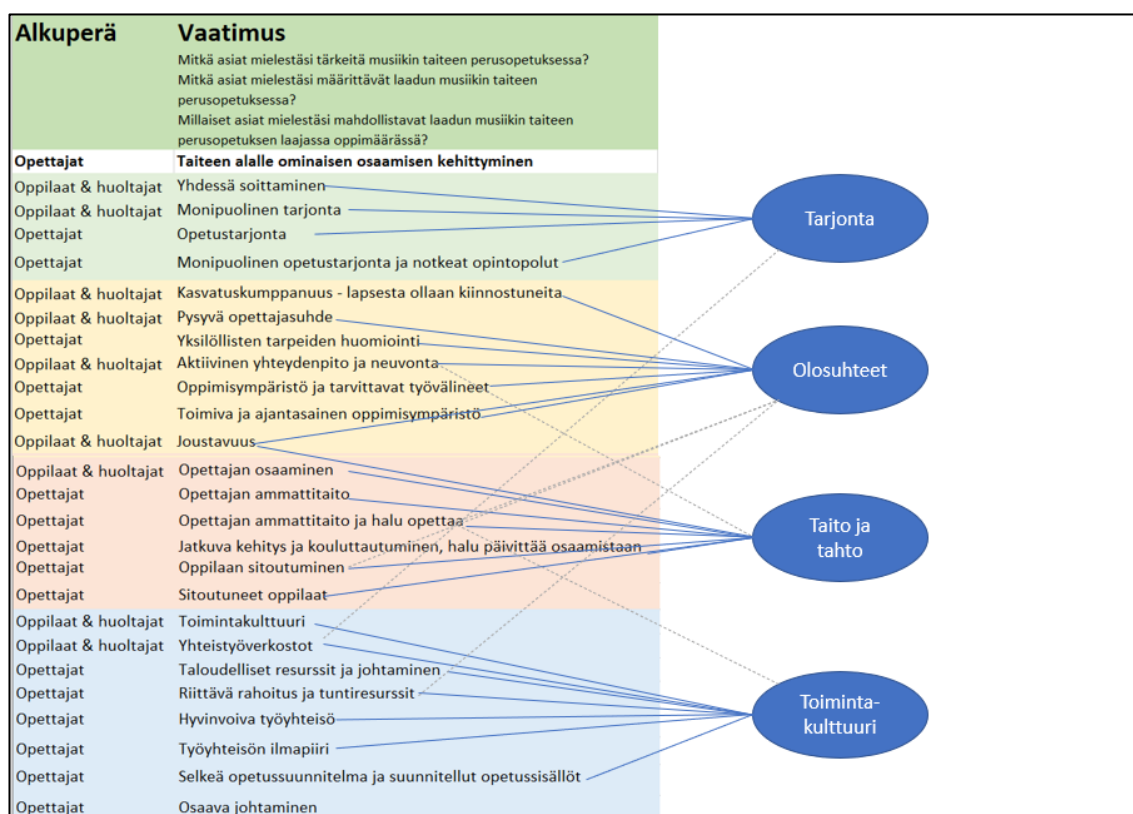 Alkuperä Vaatimus
Mitkä asiat mielestäsi tärkeitä musiikin taiteen perusopetuksessa?
Mitkä asiat mielestäsi määrittävät laadun musiikin taiteen
perusopetuksessa?
Millaiset asiat mielestäsi mahdollistavat laadun musiikin taiteen
perusopetuksen laajassa oppimäärässä?
Opettajat Taiteen alalle ominaisen osaamisen kehittyminen
Oppilaat & huoltajat Yhdessä soittaminen
Oppilaat & huoltajat Monipuolinen tarjonta
Opettajat Opetustarjonta
Opettajat Monipuolinen opetustarjonta ja notkeat opintopolut
Oppilaat & huoltajat Kasvatuskumppanuus - lapsesta ollaan kiinnostuneita
Oppilaat & huoltajat Pysyvä opettajasuhde
Opettajat Yksilöllisten tarpeiden huomiointi
Oppilaat & huoltajat Aktiivinen yhteydenpito ja neuvonta
Opettajat Oppimisympäristö ja tarvittavat työvälineet
Opettajat Toimiva ja ajantasainen oppimisympäristö
Oppilaat & huoltajat Joustavuus
Oppilaat & huoltajat Opettajan osaaminen
Opettajat Opettajan ammattitaito
Opettajat Opettajan ammattitaito ja halu opettaa
Opettajat Jatkuva kehitys ja kouluttautuminen, halu päivittää osaamistaan
Opettajat Oppilaan sitoutuminen
Opettajat Sitoutuneet oppilaat
Oppilaat & huoltajat Toimintakulttuuri
Oppilaat & huoltajat Yhteistyöverkostot
Opettajat Taloudelliset resurssit ja johtaminen
Opettajat Riittävä rahoitus ja tuntiresurssit
Opettajat Hyvinvoiva työyhteisö
Opettajat Työyhteisön ilmapiiri
Opettajat Selkeä opetussuunnitelma ja suunnitellut opetussisällöt
Opettajat Osaava johtaminen
Tarjonta
Olosuhteet
Taito ja
tahto
Toiminta-
kulttuuri